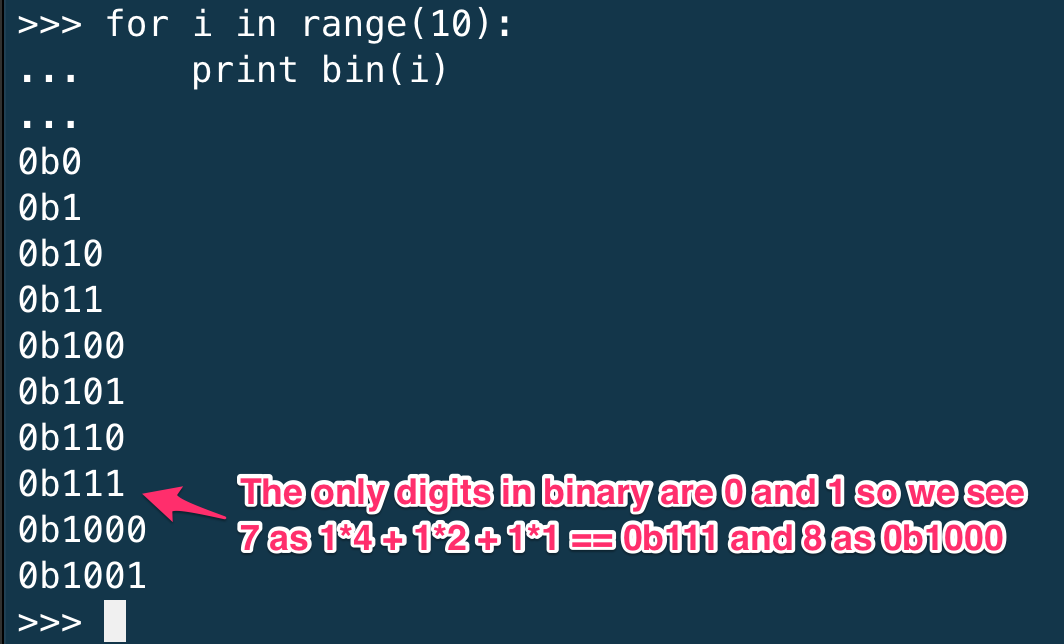 >>> for i in range(10):
...     print bin(i)
...
0b0
0b1
0b10
0b11
0b100
0b101
0b110
0b111
The only digits in binary are 0 and 1 so we see
7 as 1*4 + 1*2 + 1*1 == 0b111 and 8 as 0b1000
0b1000
0b1001
>>>